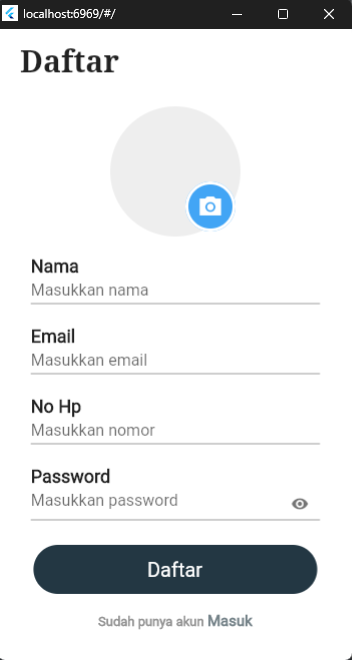 localhost:6969/#/
Daftar
Nama
Masukkan nama
Email
Masukkan email
No Hp
Masukkan nomor
Password
Masukkan password
Daftar
Sudah punya akun Masuk